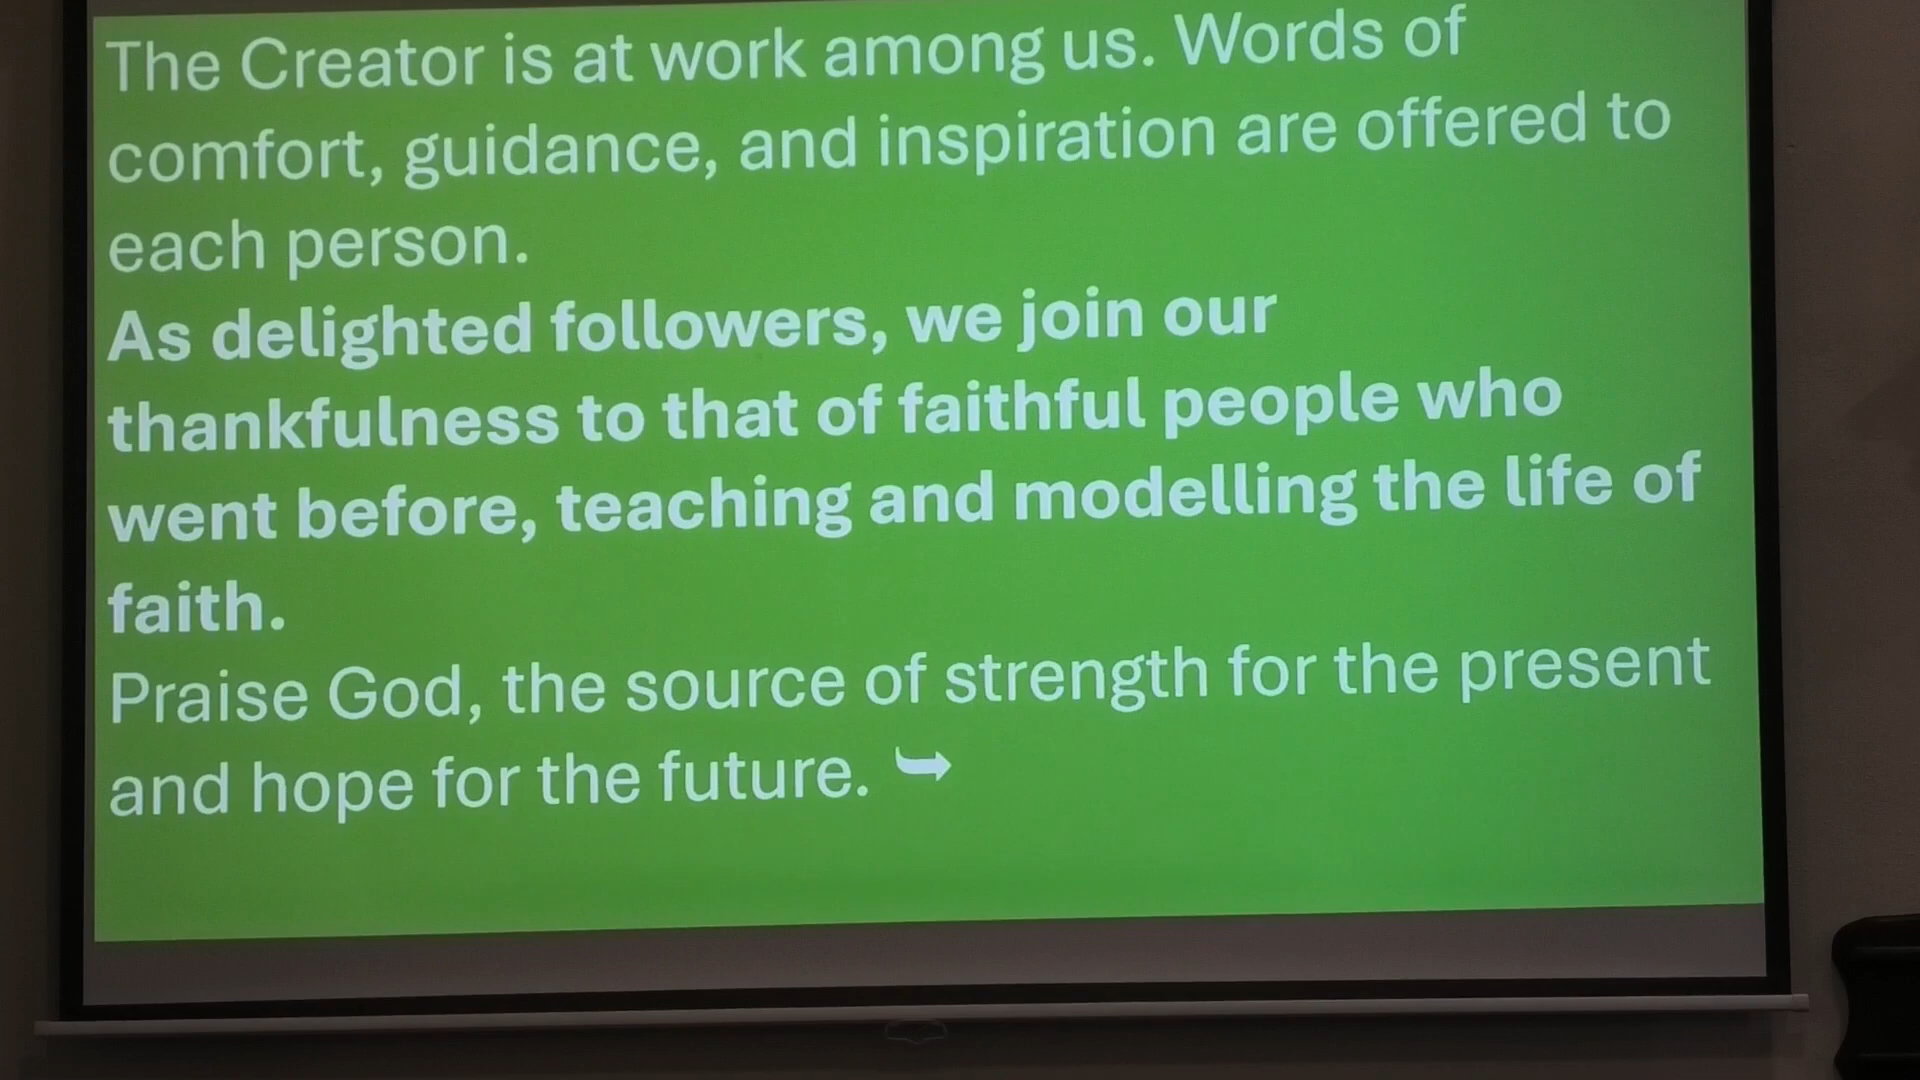 The Creator is at work among us. Words of
comfort, guidance, and inspiration are offered to
each person.
As delighted followers, we join our
thankfulness to that of faithful people who
went before, teaching and modelling the life of
faith.
Praise God, the source of strength for the present
and hope for the future. ⮩